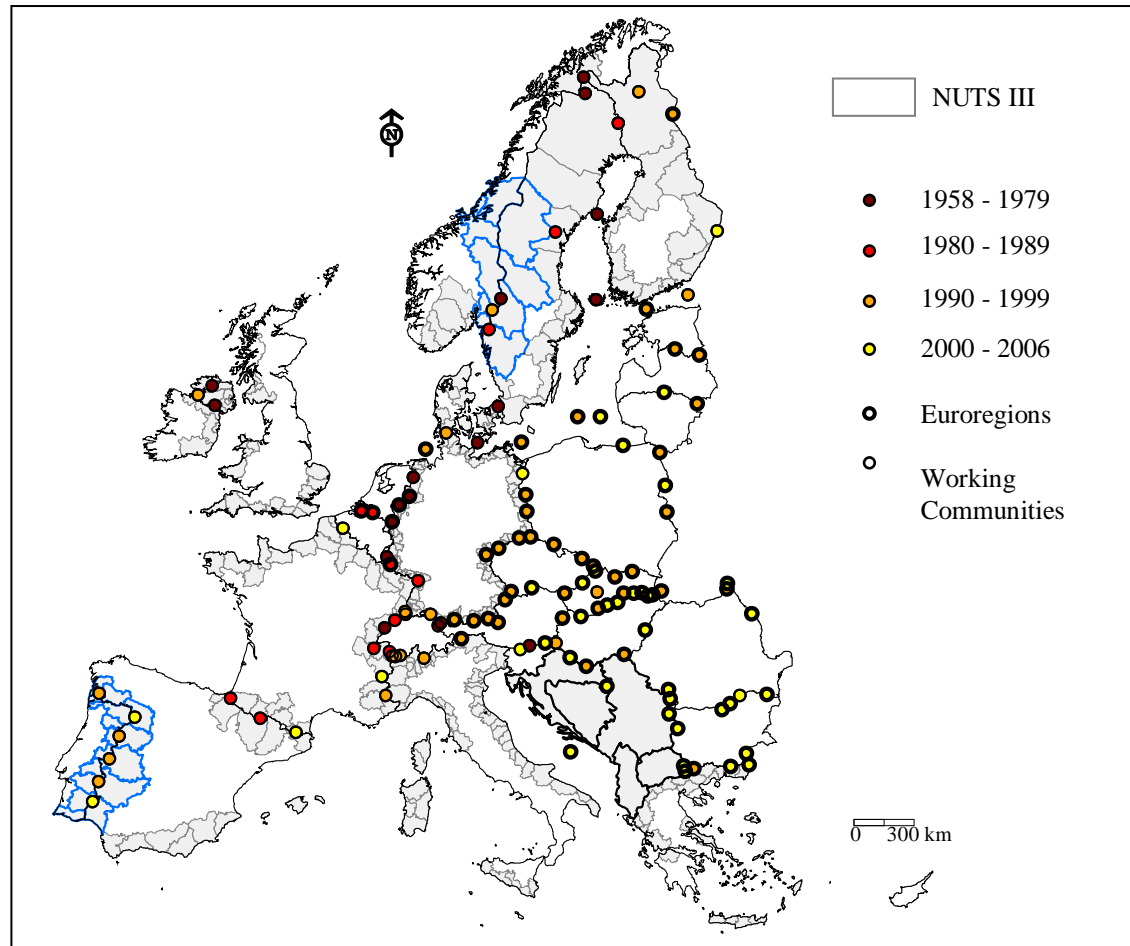 N
NUTS III
1958 - 1979
1980 - 1989
1990 - 1999
2000 - 2006
Euroregions
Working
Communities
0 300 km